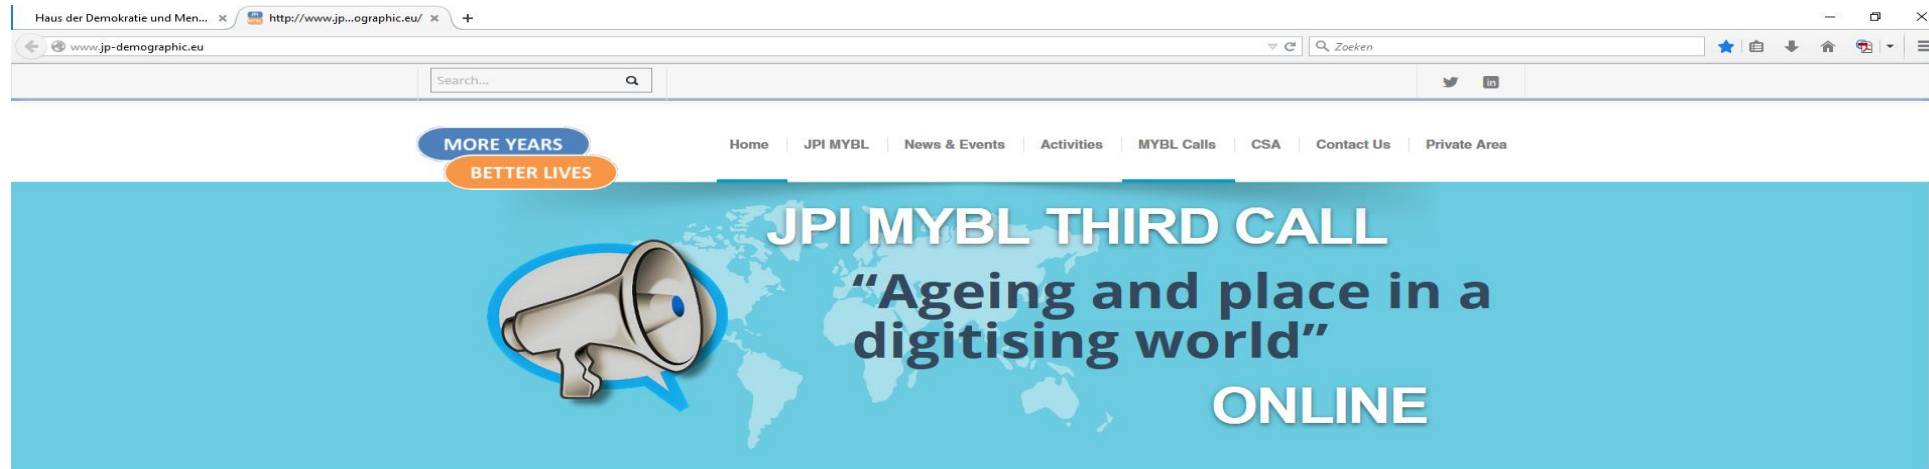 Haus der Demokratie und Men... × http://www.jp...ographic.eu/ × +
www.jp-demographic.eu Zoeken
Search... in
MORE YEARS
BETTER LIVES
Home JPI MYBL News & Events Activities MYBL Calls CSA Contact Us Private Area
JPI MYBL THIRD CALL
“Ageing and place in a
digitising world”
ONLINE